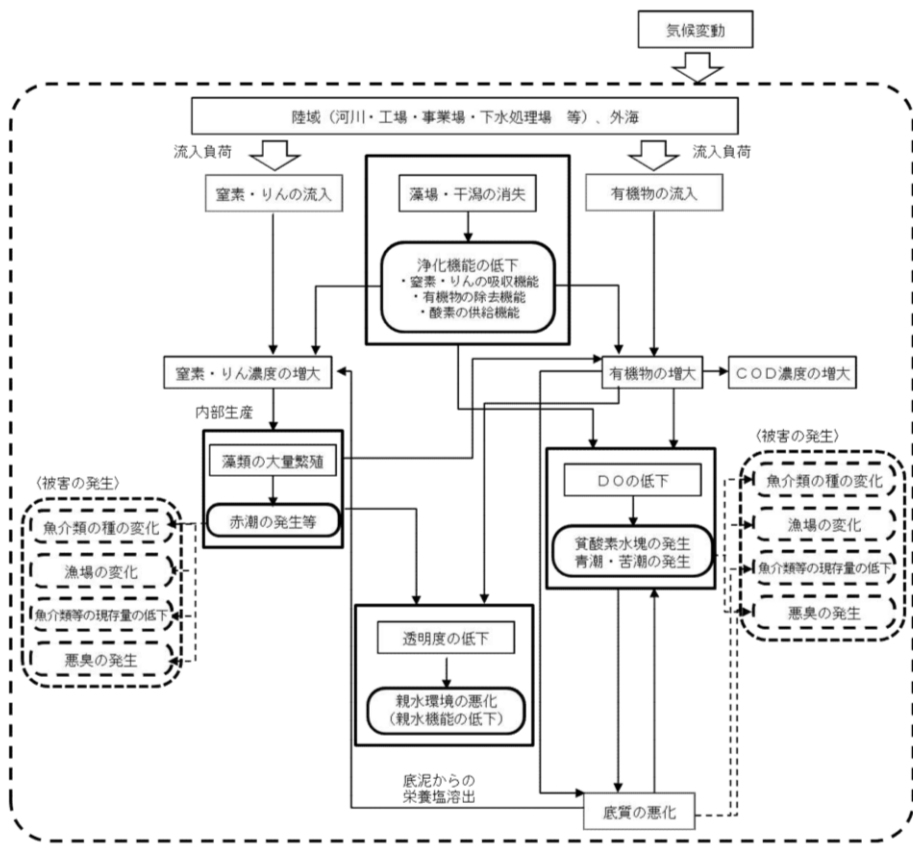 気候変動
陸域（河川・工場・事業場・下水処理場　等）、外海
流入負荷
流入負荷
窒素・りんの流入
藻場・干潟の消失
有機物の流入
浄化機能の低下
・窒素・りんの吸収機能
・有機物の除去機能
・酸素の供給機能
窒素・りん濃度の増大
有機物の増大
ＣＯＤ濃度の増大
内部生産
藻類の大量繁殖
赤潮の発生等
〈被害の発生〉
魚介類の種の変化
漁場の変化
魚介類等の現存量の低下
悪臭の発生
ＤＯの低下
貧酸素水塊の発生
青潮・苦潮の発生
〈被害の発生〉
魚介類の種の変化
漁場の変化
魚介類等の現存量の低下
悪臭の発生
透明度の低下
親水環境の悪化
（親水機能の低下）
底泥からの
栄養塩溶出
底質の悪化